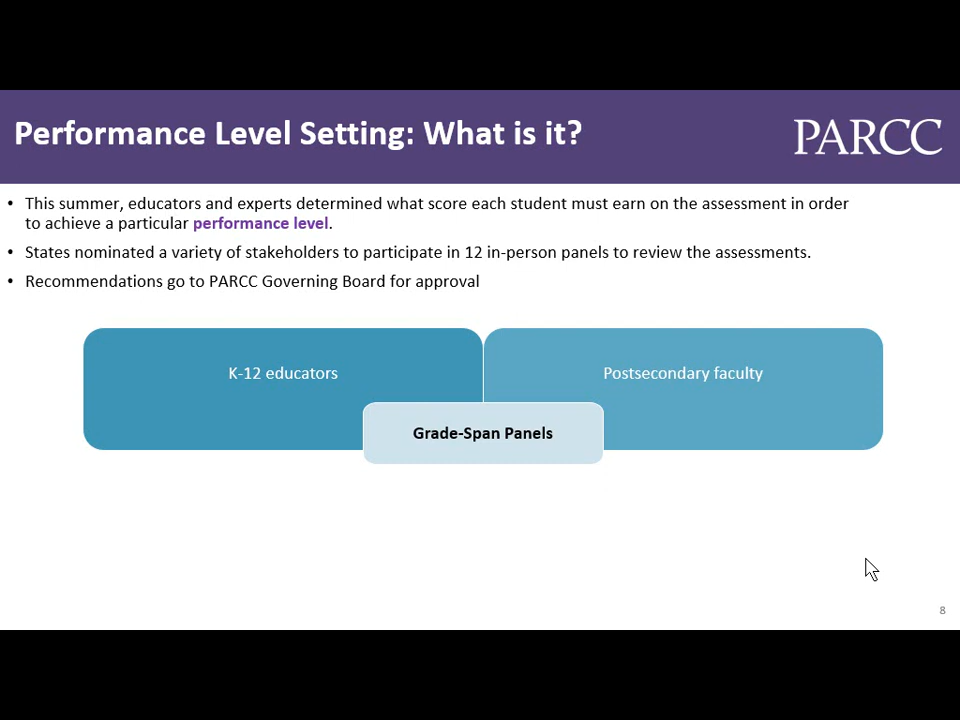 Performance Level Setting: What is it?
PARCC
• This summer, educators and experts determined what score each student must earn on the assessment in order
to achieve a particular performance level.
• States nominated a variety of stakeholders to participate in 12 in-person panels to review the assessments.
• Recommendations go to PARCC Governing Board for approval
K-12 educators
Postsecondary faculty
Grade-Span Panels
8